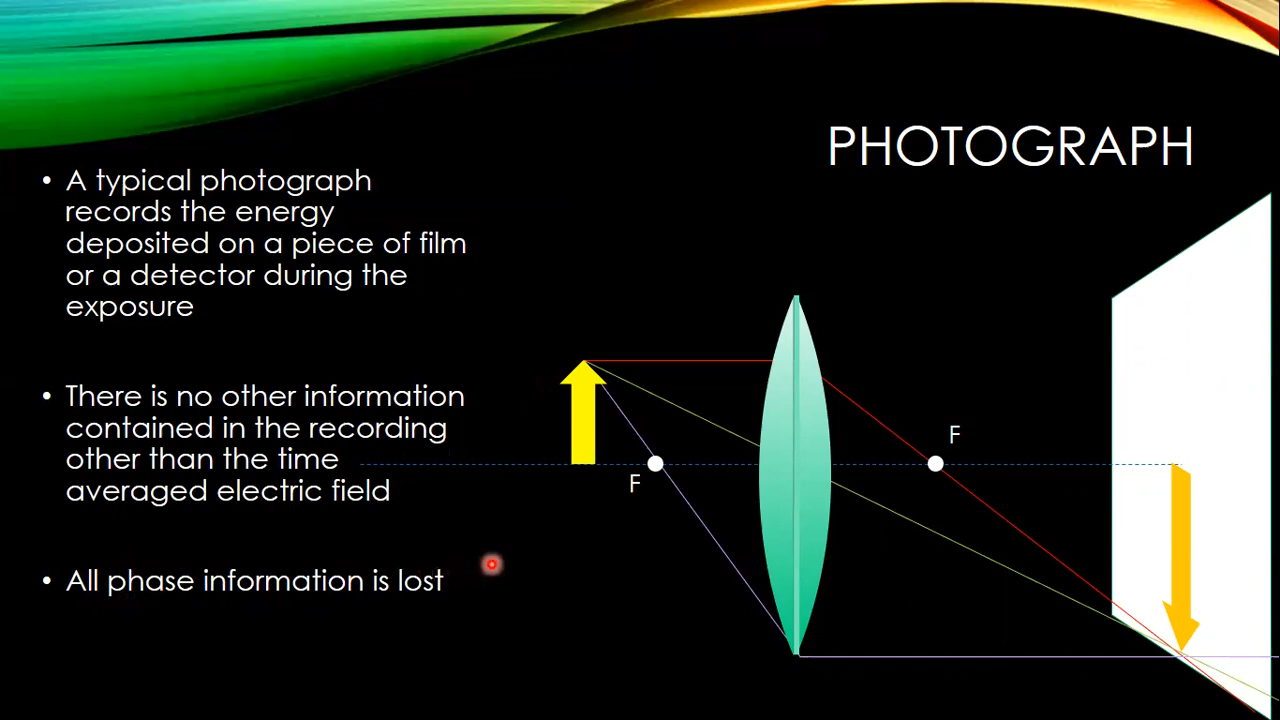 PHOTOGRAPH
• A typical photograph
records the energy
deposited on a piece of film
or a detector during the
exposure
• There is no other information
contained in the recording
other than the time
averaged electric field
• All phase information is lost
F
F